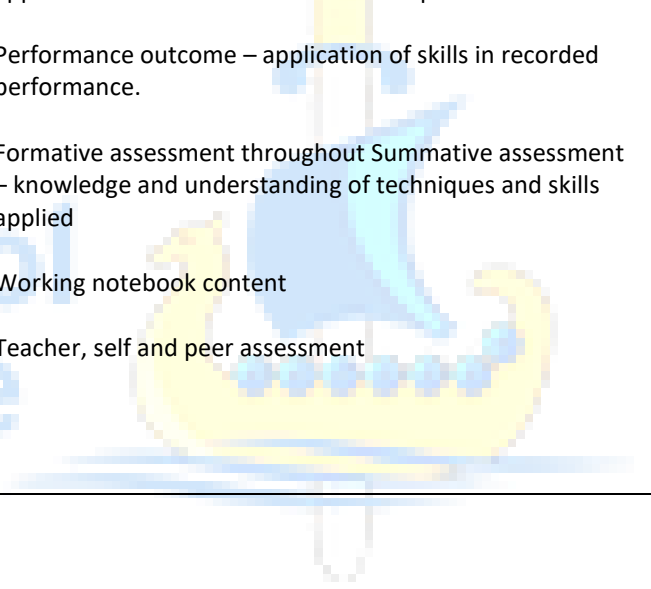 Performance outcome – application of skills in recorded
performance.
Formative assessment throughout Summative assessment
– knowledge and understanding of techniques and skills
applied
Working notebook content
Teacher, self and peer assessment